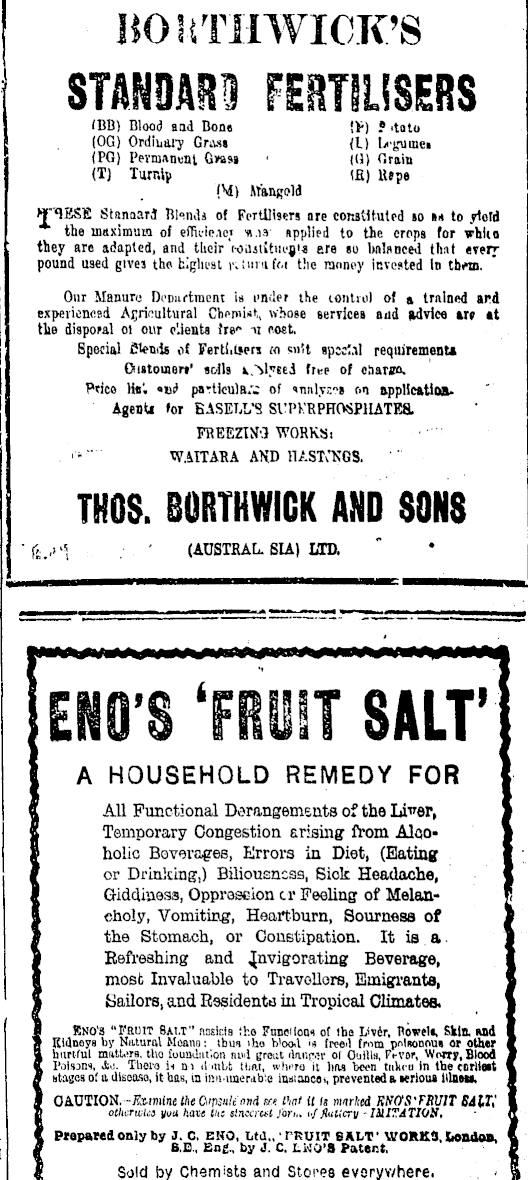 BORTHWICK'S
STANDARD FERTILISERS
(BB) Blood and Bone
(OG) Ordinary Grass
(PG) Permanent Grass
(T) Turnip
(P) Potato
(L) Legumes
(G) Grain
(R) Rape
(M) Mangold
THESE Standard Blends of Fertilisers are constituted so as to yield
the maximum of efficiency when applied to the crops for which
they are adapted, and their constituents are so balanced that every
pound used gives the highest return for the money invested in them.
Our Manure Department is under the control of a trained and
experienced Agricultural Chemist, whose services and advice are at
the disposal of our clients free of cost.
Special Blends of Fertilisers to suit special requirements
Customers' soils analysed free of charge.
Price list and particulars of analyses on application.
Agents for BASELL'S SUPERPHOSPHATES.
FREEZING WORKS:
WAITARA AND HASTINGS.
THOS. BORTHWICK AND SONS
(AUSTRAL. SIA) LTD.
ENO'S 'FRUIT SALT'
A HOUSEHOLD REMEDY FOR
All Functional Derangements of the Liver,
Temporary Congestion arising from Alco-
holic Beverages, Errors in Diet, (Eating
or Drinking,) Biliousness, Sick Headache,
Giddiness, Oppression or Feeling of Melan-
choly, Vomiting, Heartburn, Sourness of
the Stomach, or Constipation. It is a
Refreshing and Invigorating Beverage,
most Invaluable to Travellers, Emigrants,
Sailors, and Residents in Tropical Climates.
ENO'S "FRUIT SALT" assists the Functions of the Liver, Bowels, Skin, and
Kidneys by Natural Means; thus the blood is freed from poisonous or other
hurtful matters, the foundation and great danger of Chills, Fever, Worry, Blood
Poisons, &c. There is no doubt that, where it has been taken in the earliest
stages of a disease, it has, in innumerable instances, prevented a serious illness.
CAUTION.-Examine the Capsule and see that it is marked ENO'S 'FRUIT SALT,'
otherwise you have the sincerest form of flattery-IMITATION.
Prepared only by J. C. ENO, Ltd., 'FRUIT SALT' WORKS, London,
S.E., Eng., by J. C. ENO'S Patent.
Sold by Chemists and Stores everywhere.